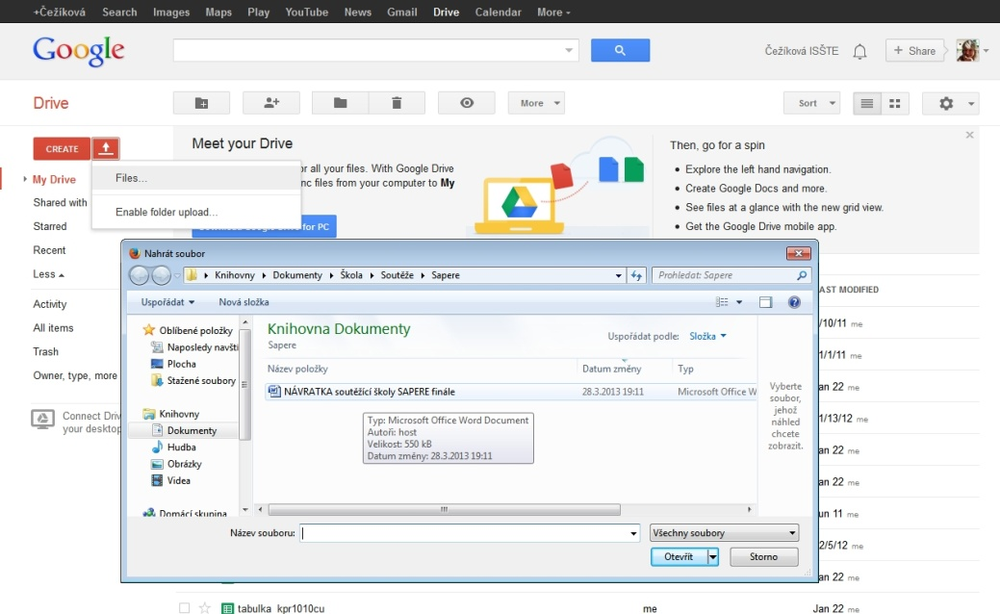 +Čežíková Search Images Maps Play YouTube News Gmail Drive Calendar More
Google
Čežíková ISŠTE + Share
Drive
More Sort
CREATE
Meet your Drive
Then, go for a spin
Files...
or all your files. With Google Drive
Explore the left hand navigation.
My Drive
nc files from your computer to My
Create Google Docs and more.
Shared with
See files at a glance with the new grid view.
Enable folder upload...
Starred
for PC
Get the Google Drive mobile app.
Recent
Less
Activity
All items
Trash
Owner, type, more
Connect Driv
your desktop
Nahrát soubor
Knihovny Dokumenty Škola Soutěže Sapere
Prohledat: Sapere
Uspořádat Nová složka
Oblíbené položky
Naposledy navští
Plocha
Stažené soubory
Knihovny
Dokumenty
Hudba
Obrázky
Videa
Domácí skupina
Knihovna Dokumenty
Sapere
Uspořádat podle: Složka
Název položky Datum změny Typ
NÁVRATKA soutěžící školy SAPERE finále 28.3.2013 19:11 Microsoft Office W
Typ: Microsoft Office Word Document
Autoři: host
Velikost: 550 kB
Datum změny: 28.3.2013 19:11
Vyberte
soubor,
jehož
náhled
chcete
zobrazit.
Název souboru: Všechny soubory
Otevřít Storno
AST MODIFIED
/10/11 me
1/1/11 me
an 22 me
1/13/12 me
an 22 me
an 22 me
un 11 me
2/5/12 me
an 22 me
tabulka_kpr1010cu me Jan 22 me